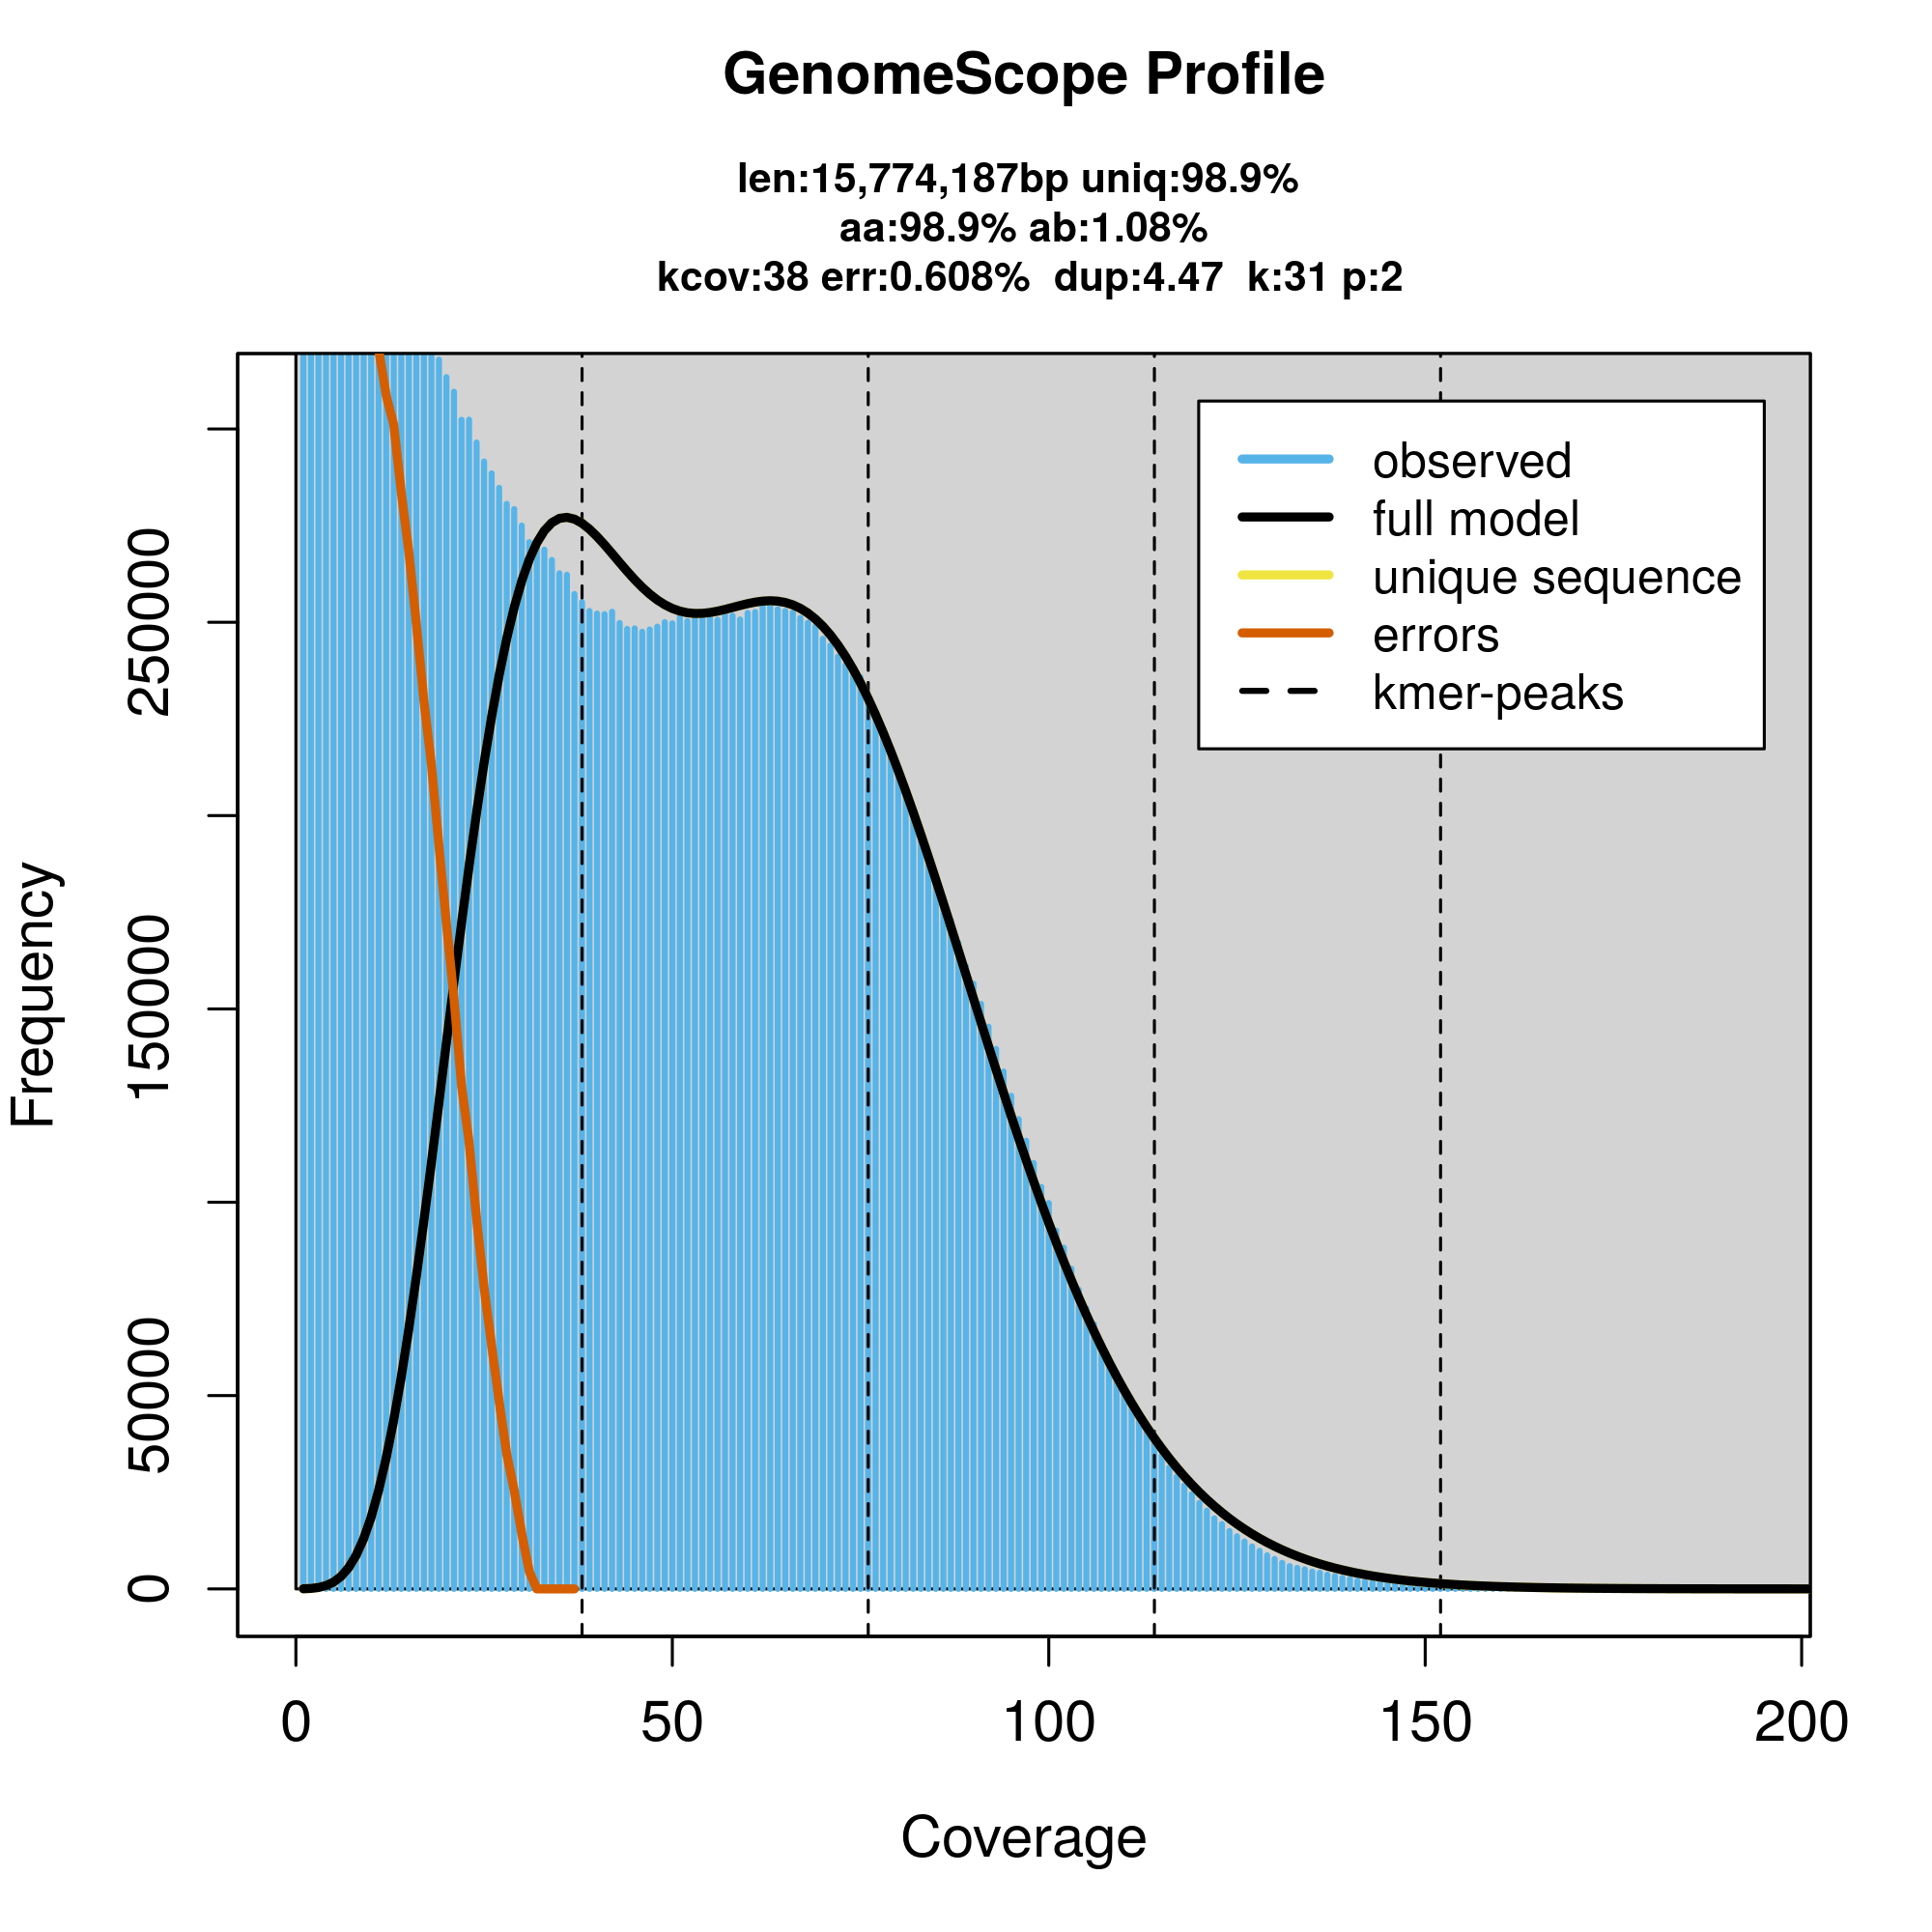 GenomeScope Profile
len:15,774,187bp uniq:98.9%
aa:98.9% ab:1.08%
kcov:38 err:0.608%  dup:4.47  k:31 p:2
observed
full model
unique sequence
errors
kmer-peaks
Frequency
250000
150000
50000
0
0 50 100 150 200
Coverage